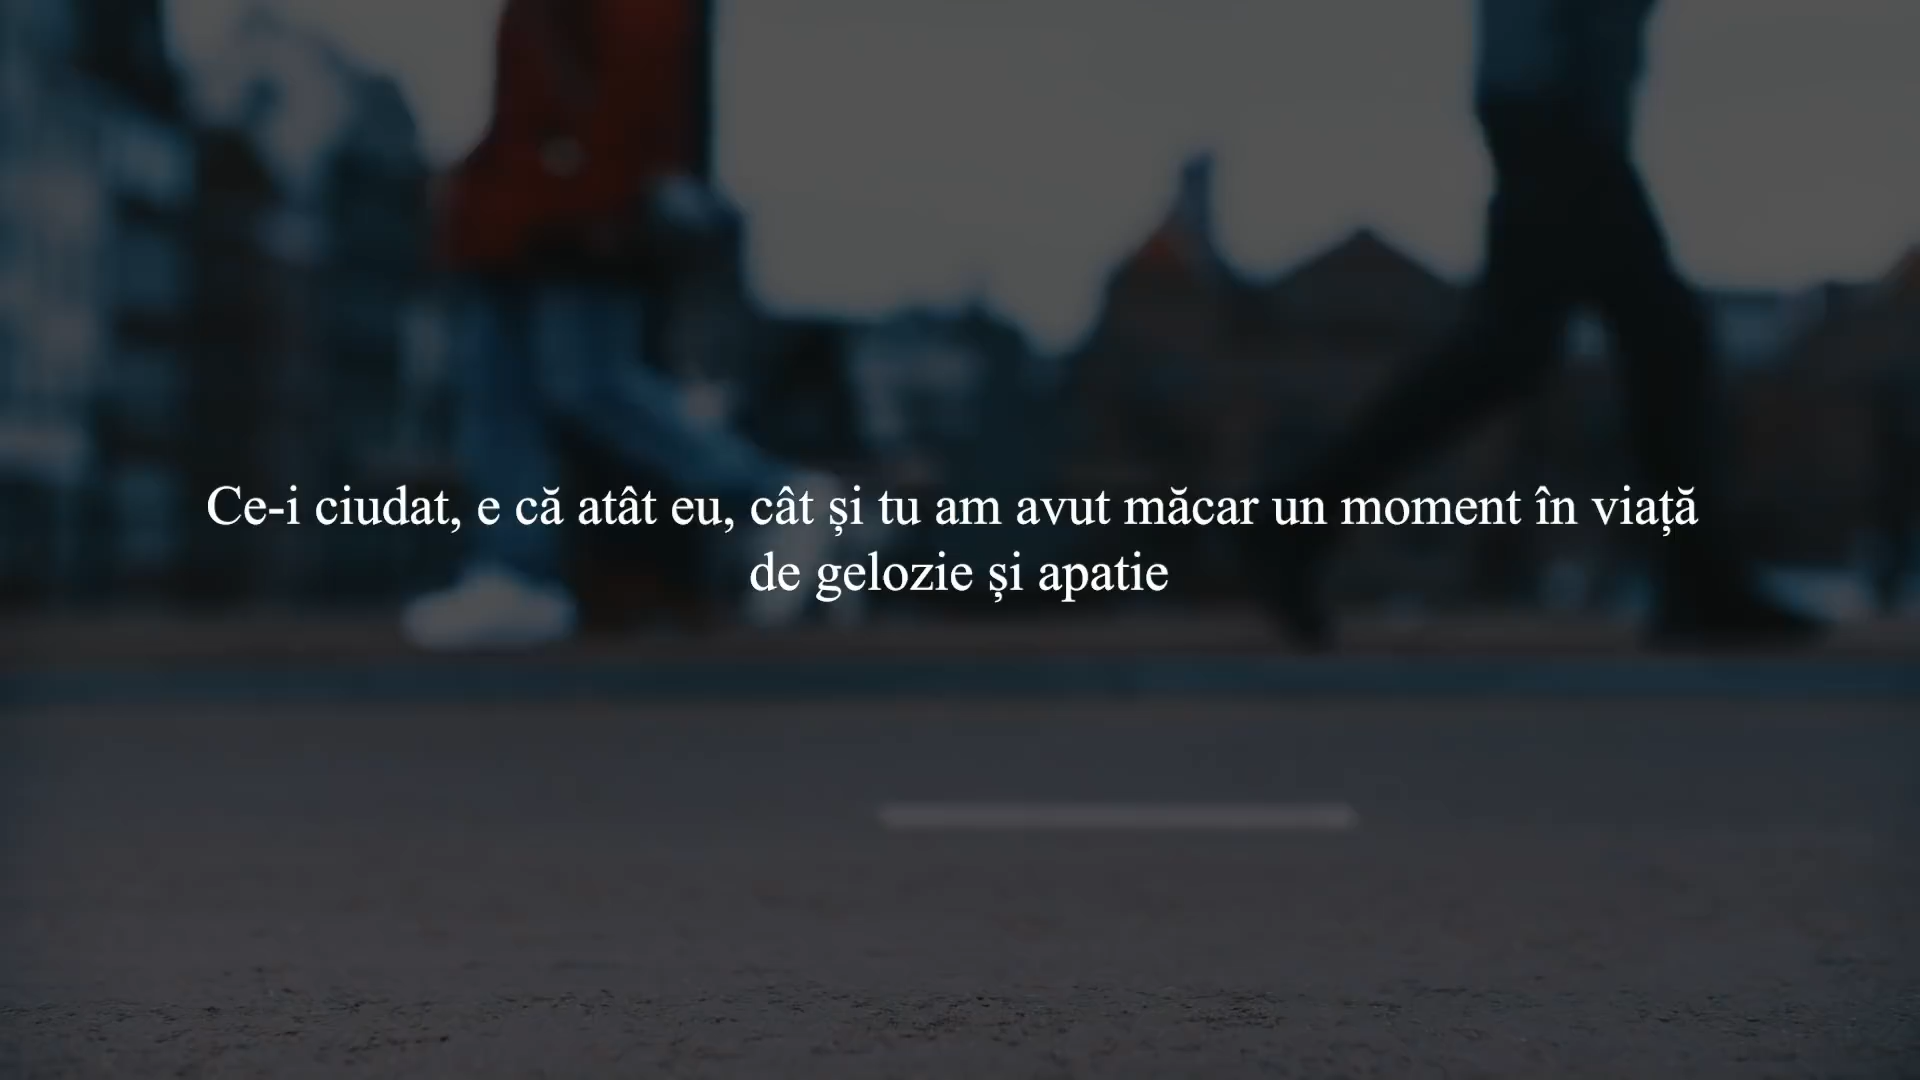 Ce-i ciudat, e că atât eu, cât și tu am avut măcar un moment în viață
de gelozie și apatie